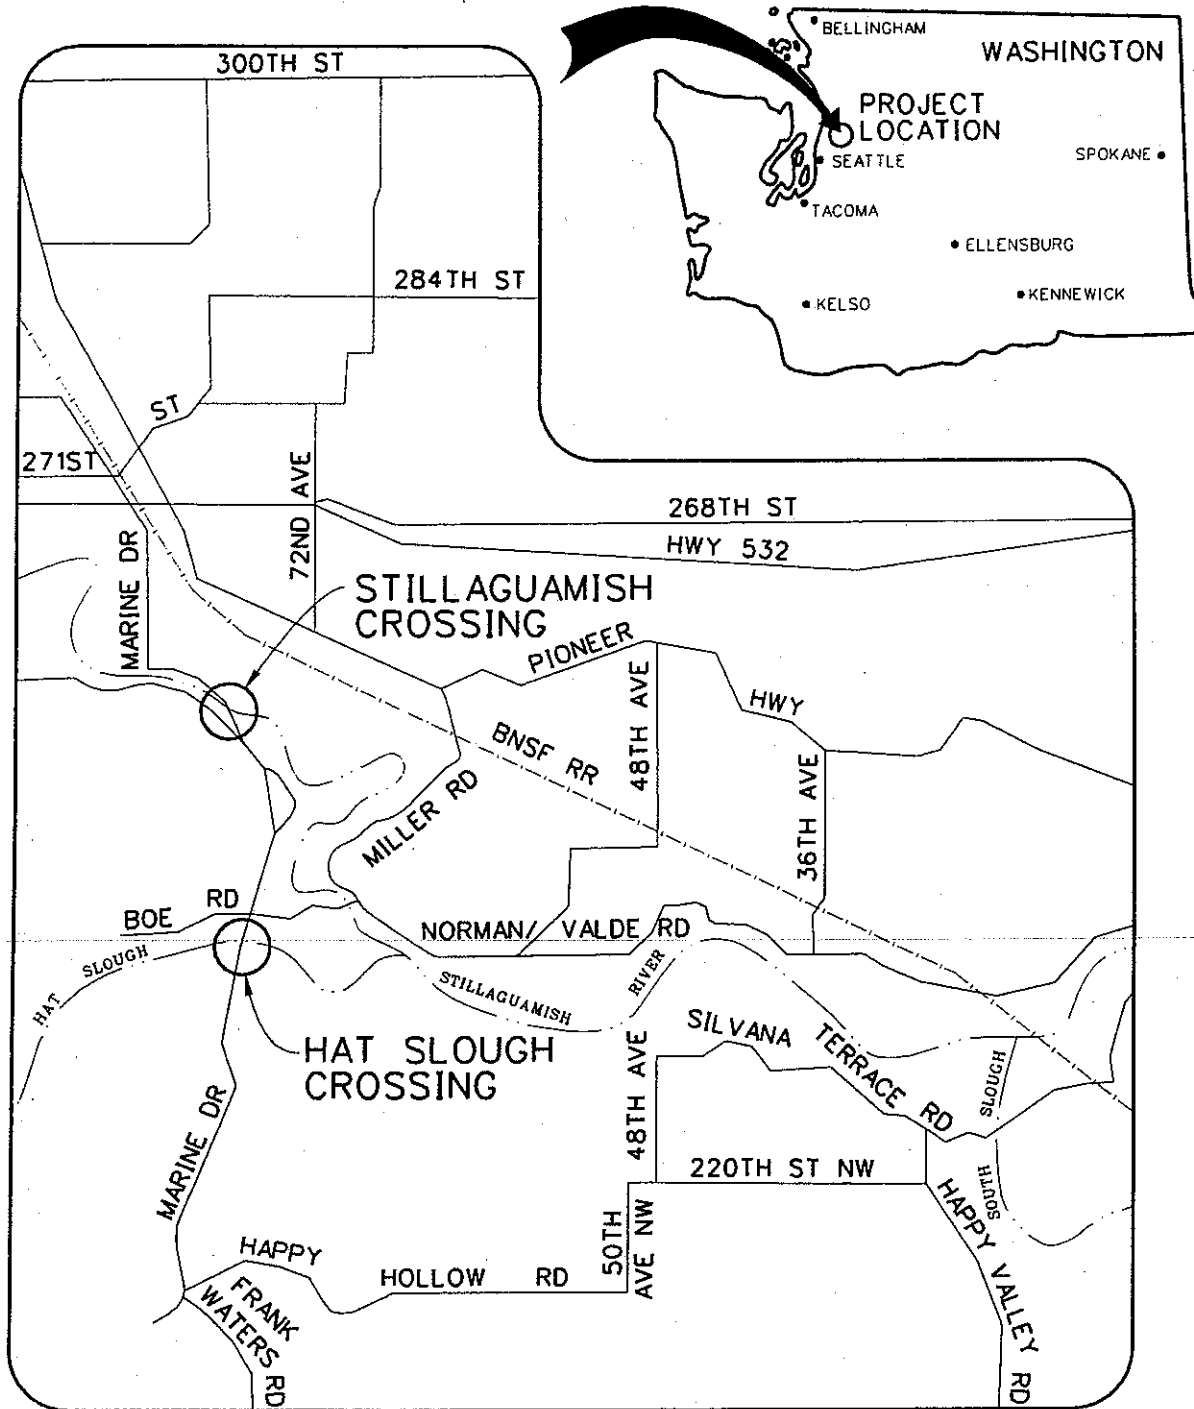 300TH ST
BELLINGHAM
WASHINGTON
PROJECT
LOCATION
SEATTLE
SPOKANE
TACOMA
ELLENSBURG
KENNEWICK
KELSO
284TH ST
271ST ST
72ND AVE
268TH ST
HWY 532
MARINE DR
STILLAGUAMISH
CROSSING
PIONEER HWY
48TH AVE
BNSF RR
36TH AVE
MILLER RD
BOE RD
NORMAN/ VALDE RD
HAT SLOUGH
STILLAGUAMISH RIVER
SILVANA TERRACE RD
HAT SLOUGH
CROSSING
48TH AVE
SOUTH SLOUGH
MARINE DR
220TH ST NW
50TH
AVE NW
HAPPY VALLEY RD
HAPPY HOLLOW RD
FRANK
WATERS RD